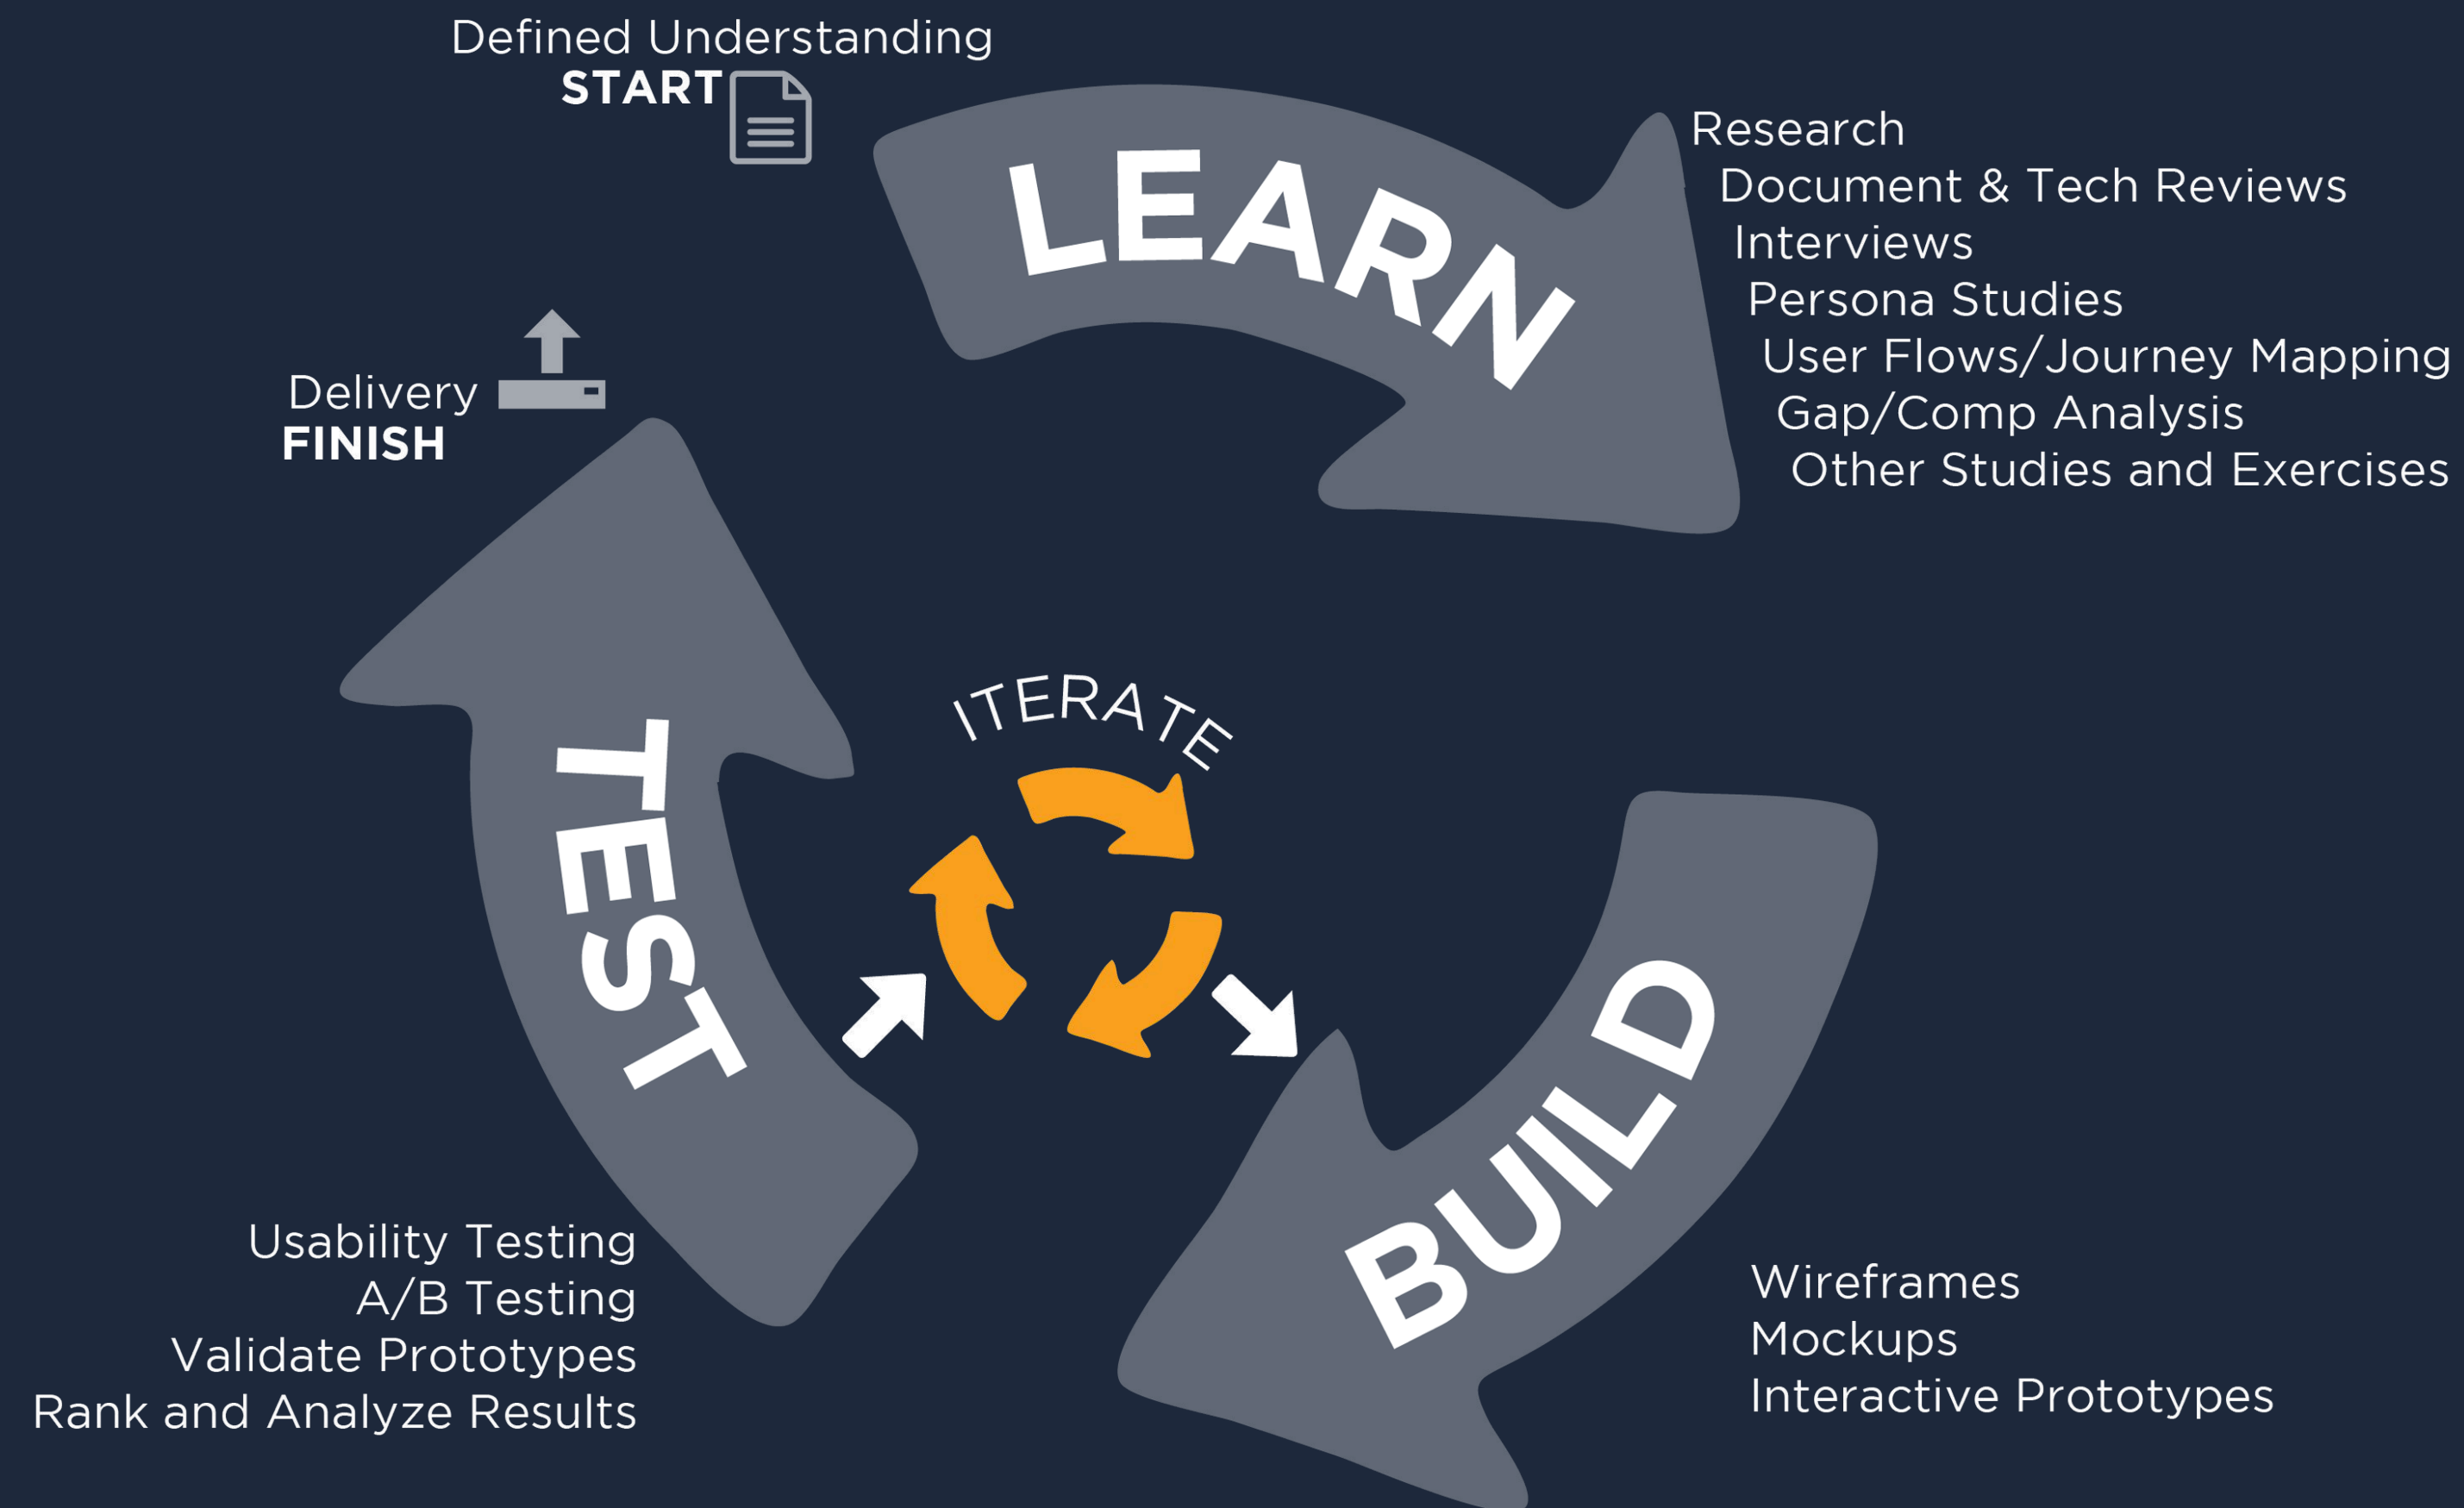 Defined Understanding
START
LEARN
Research
Document & Tech Reviews
Interviews
Persona Studies
User Flows/Journey Mapping
Gap/Comp Analysis
Other Studies and Exercises
Delivery
FINISH
ITERATE
TEST
BUILD
Usability Testing
A/B Testing
Validate Prototypes
Rank and Analyze Results
Wireframes
Mockups
Interactive Prototypes